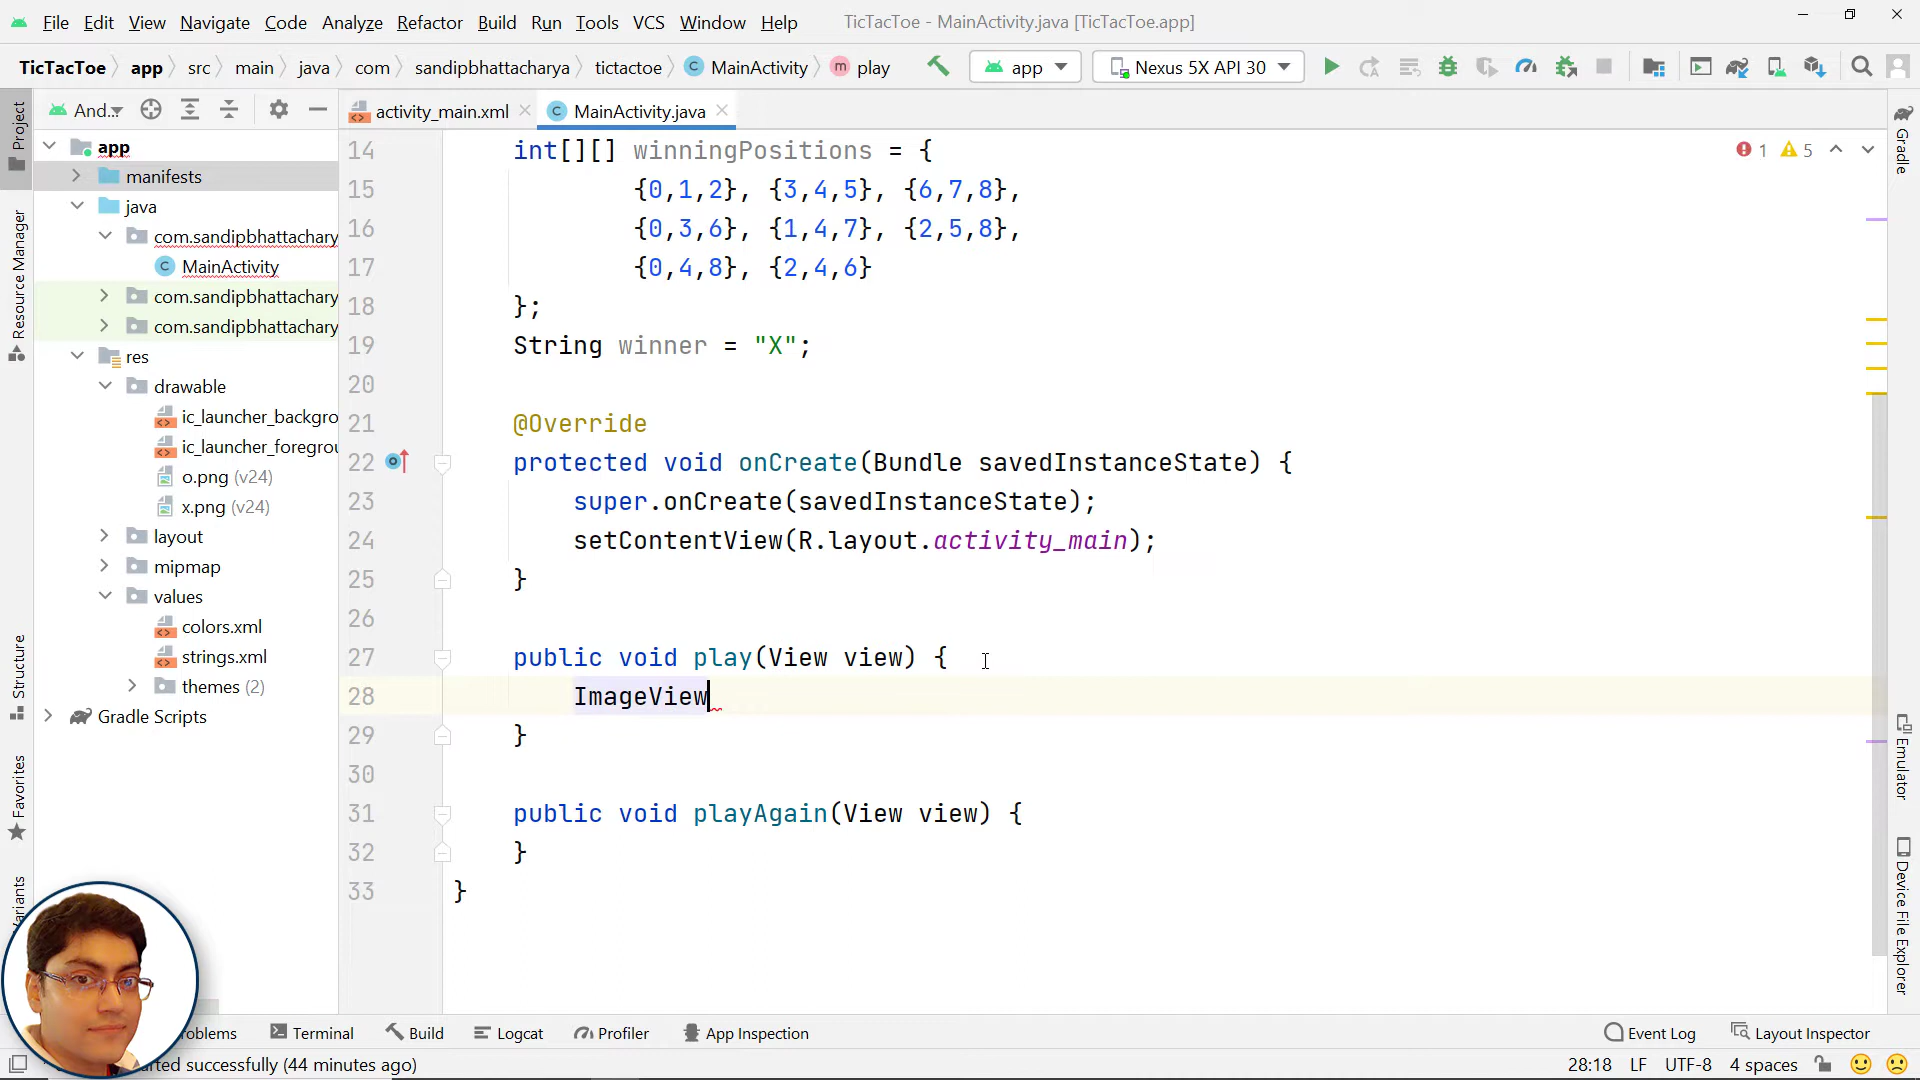 File Edit View Navigate Code Analyze Refactor Build Run Tools VCS Window Help TicTacToe - MainActivity.java [TicTacToe.app]
TicTacToe app src main java com sandipbhattacharya tictactoe MainActivity play app Nexus 5X API 30
And... activity_main.xml MainActivity.java
Project
Resource Manager
Structure
Favorites
Gradle
Emulator
Device File Explorer
app
manifests
java
com.sandipbhattachary
MainActivity
com.sandipbhattachary
com.sandipbhattachary
res
drawable
ic_launcher_backgro
ic_launcher_foregrou
o.png (v24)
x.png (v24)
layout
mipmap
values
colors.xml
strings.xml
themes (2)
Gradle Scripts
1 5
14 int[][] winningPositions = {
15 {0,1,2}, {3,4,5}, {6,7,8},
16 {0,3,6}, {1,4,7}, {2,5,8},
17 {0,4,8}, {2,4,6}
18 };
19 String winner = "X";
20
21 @Override
22 protected void onCreate(Bundle savedInstanceState) {
23 super.onCreate(savedInstanceState);
24 setContentView(R.layout.activity_main);
25 }
26
27 public void play(View view) {
28 ImageView
29 }
30
31 public void playAgain(View view) {
32 }
33 }
Terminal Build Logcat Profiler App Inspection Event Log Layout Inspector
successfully (44 minutes ago) 28:18 LF UTF-8 4 spaces